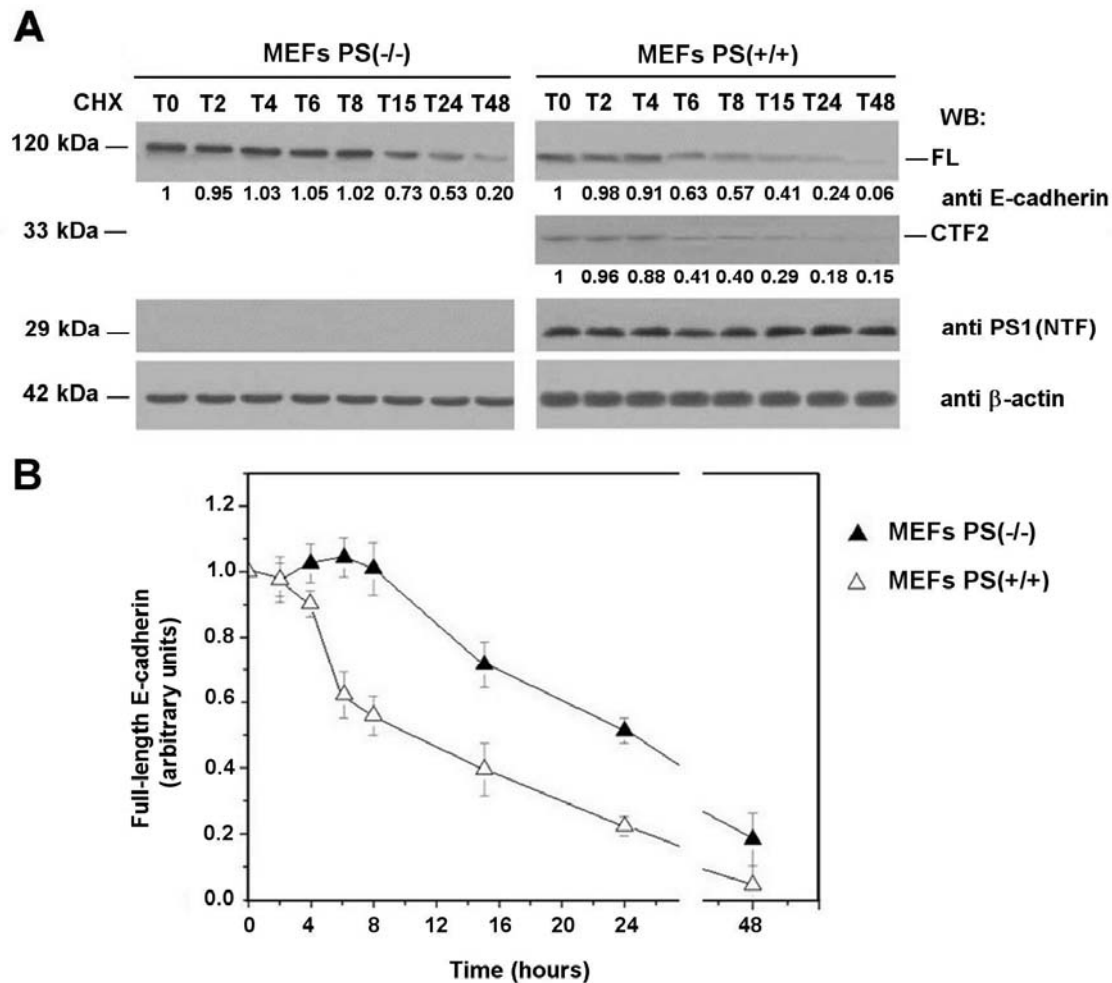 A
MEFs PS(-/-) MEFs PS(+/+)
CHX T0 T2 T4 T6 T8 T15 T24 T48 T0 T2 T4 T6 T8 T15 T24 T48 WB:
120 kDa FL
1 0.95 1.03 1.05 1.02 0.73 0.53 0.20 1 0.98 0.91 0.63 0.57 0.41 0.24 0.06 anti E-cadherin
33 kDa CTF2
1 0.96 0.88 0.41 0.40 0.29 0.18 0.15
29 kDa anti PS1(NTF)
42 kDa anti β-actin
B
1.2
1.0
0.8
0.6
0.4
0.2
0.0
Full-length E-cadherin
(arbitrary units)
0 4 8 12 16 20 24 48
Time (hours)
MEFs PS(-/-)
MEFs PS(+/+)